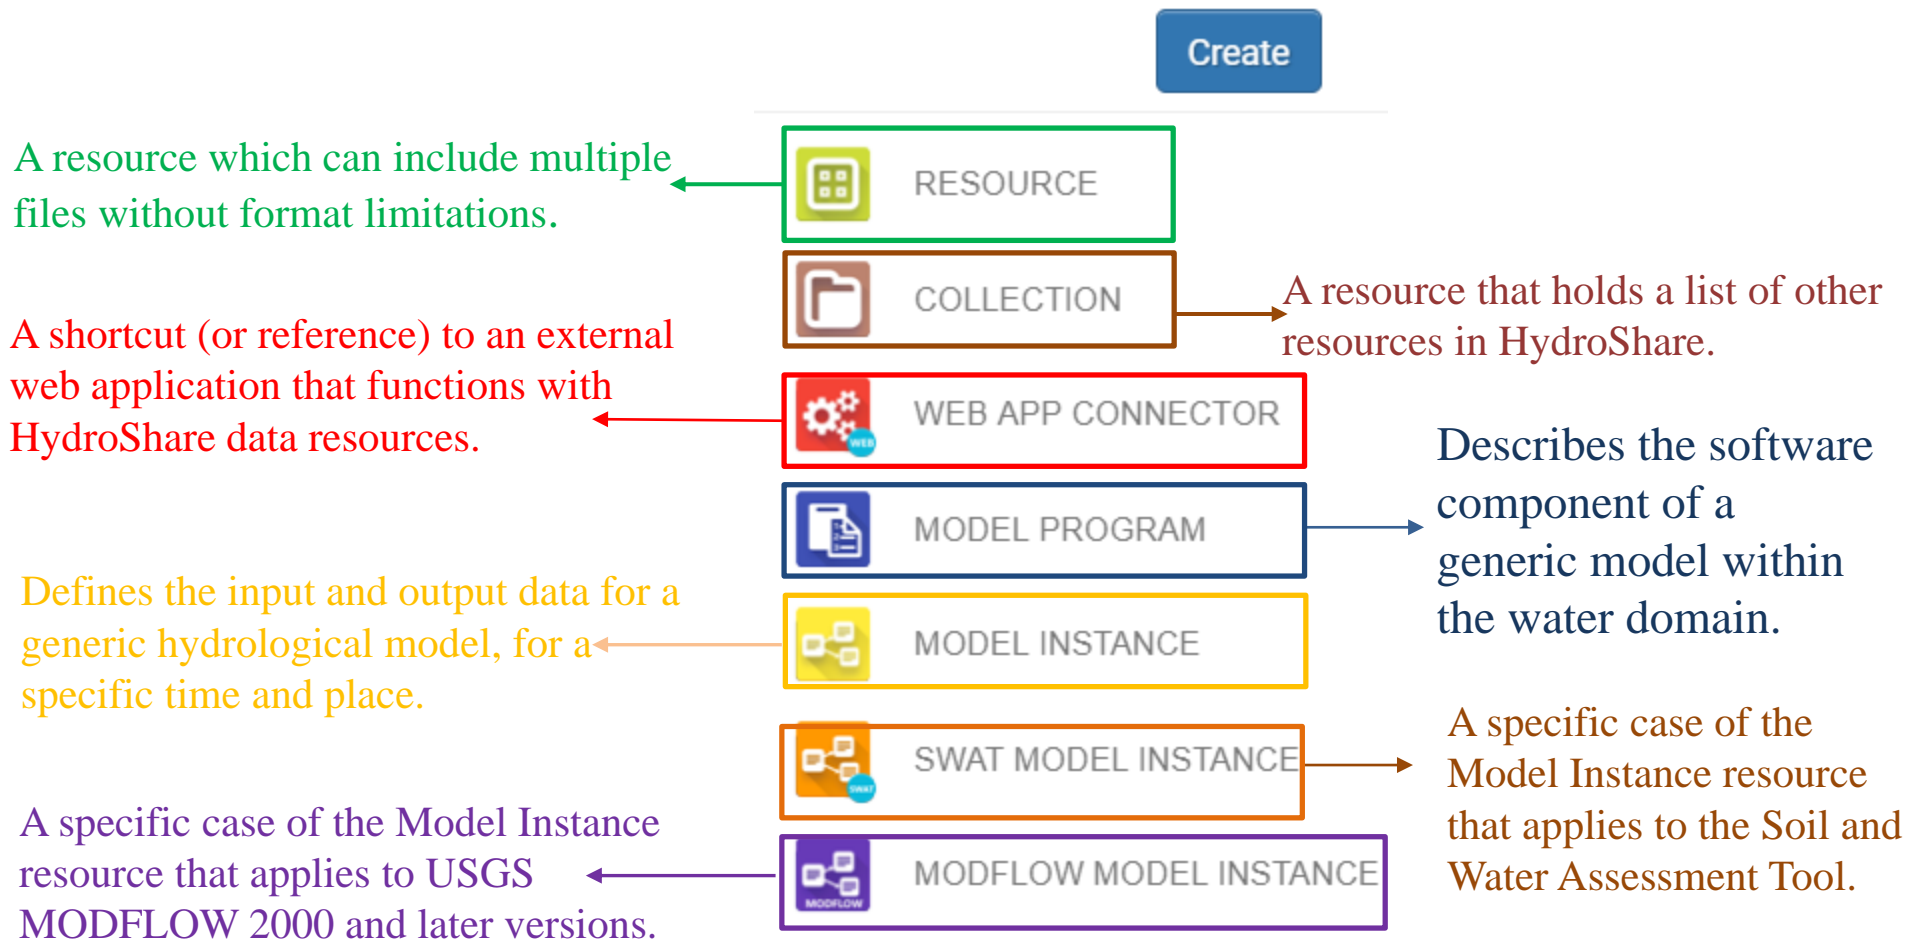 Create
A resource which can include multiple
files without format limitations.
RESOURCE
COLLECTION
A resource that holds a list of other
resources in HydroShare.
A shortcut (or reference) to an external
web application that functions with
HydroShare data resources.
WEB
WEB APP CONNECTOR
MODEL PROGRAM
Describes the software
component of a
generic model within
the water domain.
Defines the input and output data for a
generic hydrological model, for a
specific time and place.
MODEL INSTANCE
SWAT
SWAT MODEL INSTANCE
A specific case of the
Model Instance resource
that applies to the Soil and
Water Assessment Tool.
A specific case of the Model Instance
resource that applies to USGS
MODFLOW 2000 and later versions.
MODFLOW
MODFLOW MODEL INSTANCE